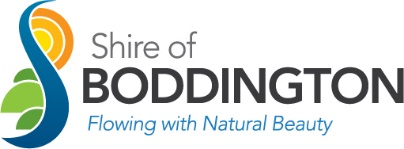 Shire of
BODDINGTON
Flowing with Natural Beauty